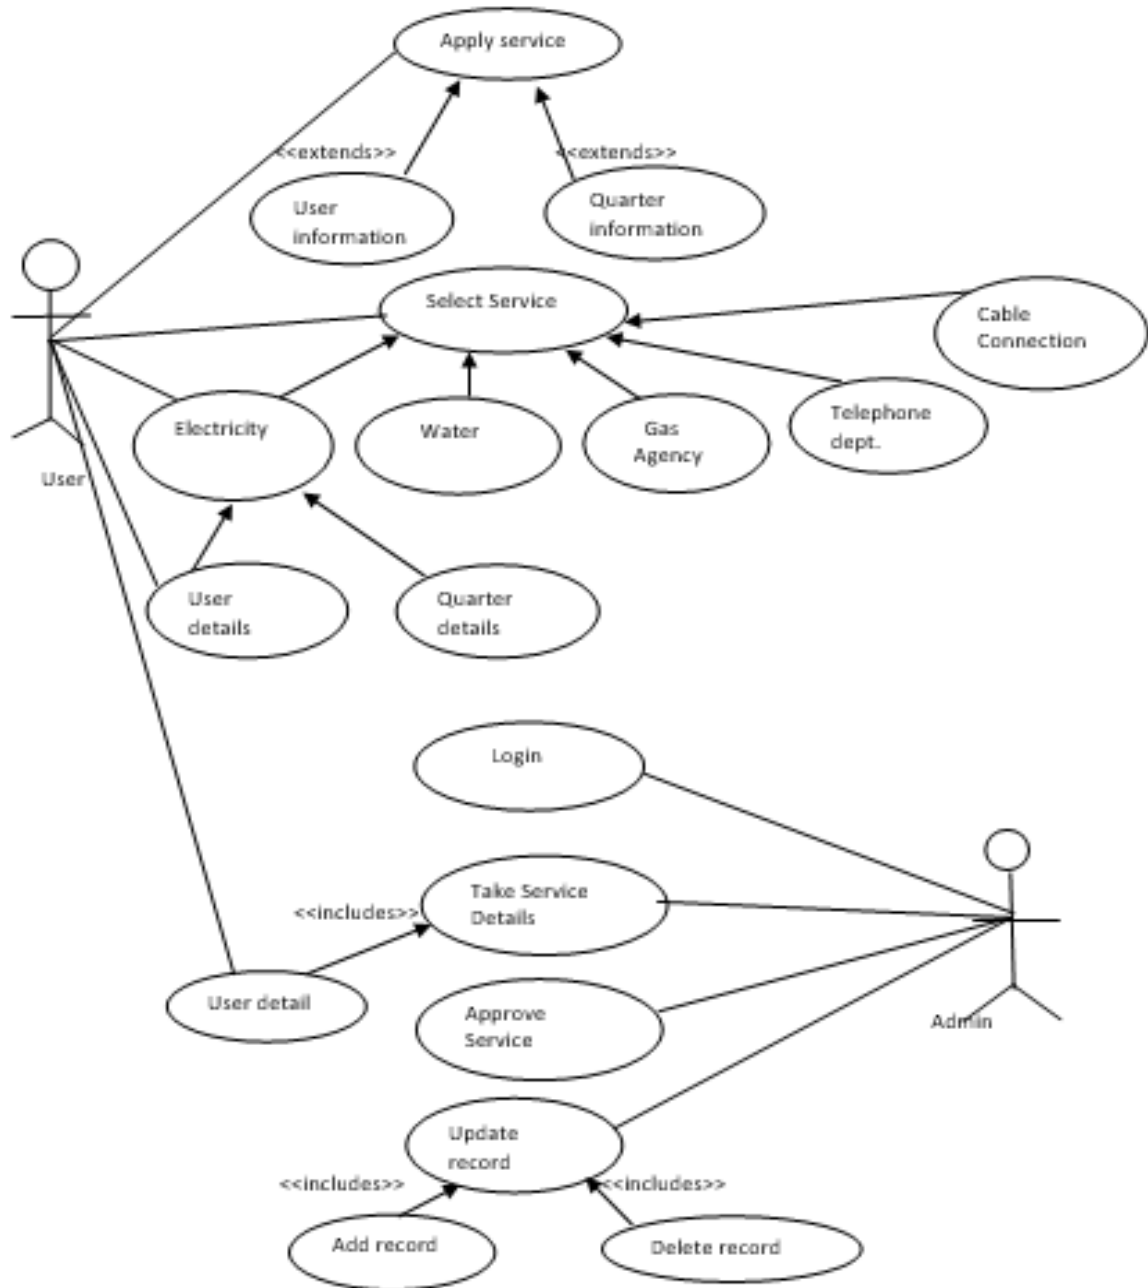 Apply service
<<extends>>
<<extends>>
User
information
Quarter
information
Select Service
Cable
Connection
Electricity
Water
Gas
Agency
Telephone
dept.
User
User
details
Quarter
details
Login
Take Service
Details
<<includes>>
User detail
Approve
Service
Admin
Update
record
<<includes>>
<<includes>>
Add record
Delete record